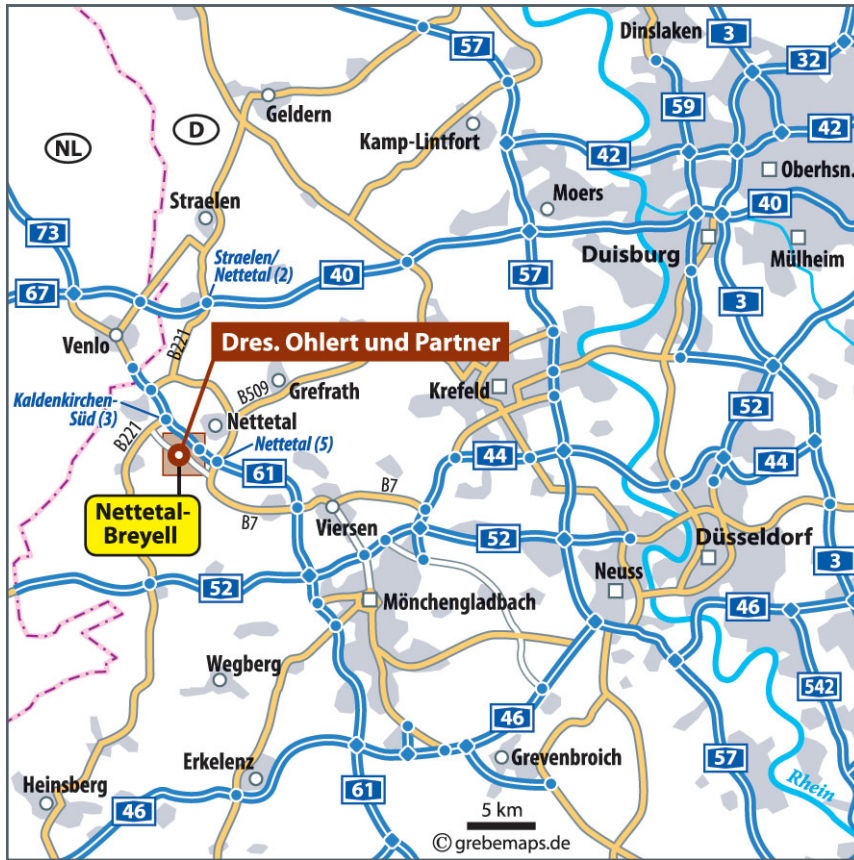 Dinslaken
3
57
32
59
Geldern
D
NL
Kamp-Lintfort
42
42
Oberhsn.
Straelen
Moers
40
73
Straelen/
Nettetal (2)
40
57
Duisburg
Mülheim
67
3
Venlo
B221
Dres. Ohlert und Partner
B509
Grefrath
Krefeld
Kaldenkirchen-
Süd (3)
Nettetal
52
B221
Nettetal (5)
61
44
44
B7
Nettetal-
Breyell
B7
Viersen
52
Düsseldorf
52
Neuss
3
Mönchengladbach
46
Wegberg
542
46
Erkelenz
Grevenbroich
57
61
Heinsberg
46
Rhein
5 km
© grebemaps.de